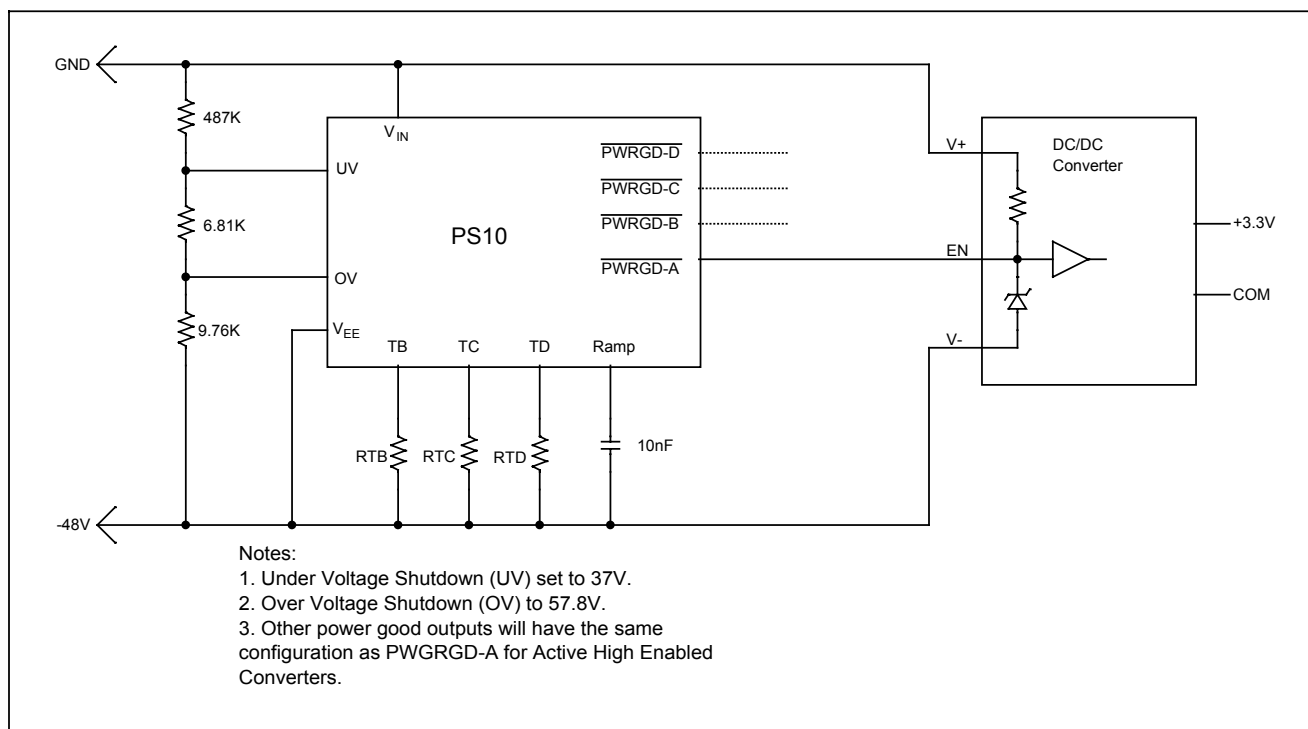 GND
487K
UV
6.81K
OV
9.76K
-48V
VIN
VEE
PS10
PWRGD-D
PWRGD-C
PWRGD-B
PWRGD-A
TB
TC
TD
Ramp
RTB
RTC
RTD
10nF
V+
EN
V-
DC/DC
Converter
+3.3V
COM
Notes:
1. Under Voltage Shutdown (UV) set to 37V.
2. Over Voltage Shutdown (OV) to 57.8V.
3. Other power good outputs will have the same
configuration as PWGRGD-A for Active High Enabled
Converters.